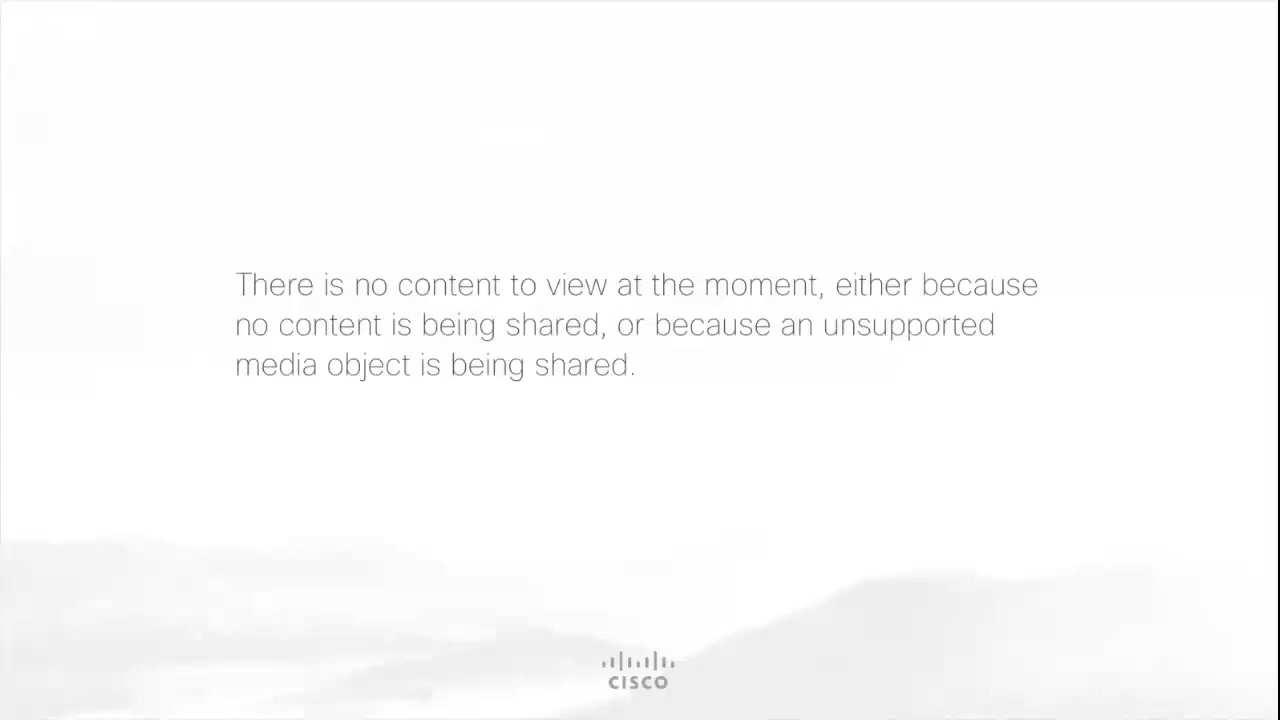 There is no content to view at the moment, either because
no content is being shared, or because an unsupported
media object is being shared.
CISCO